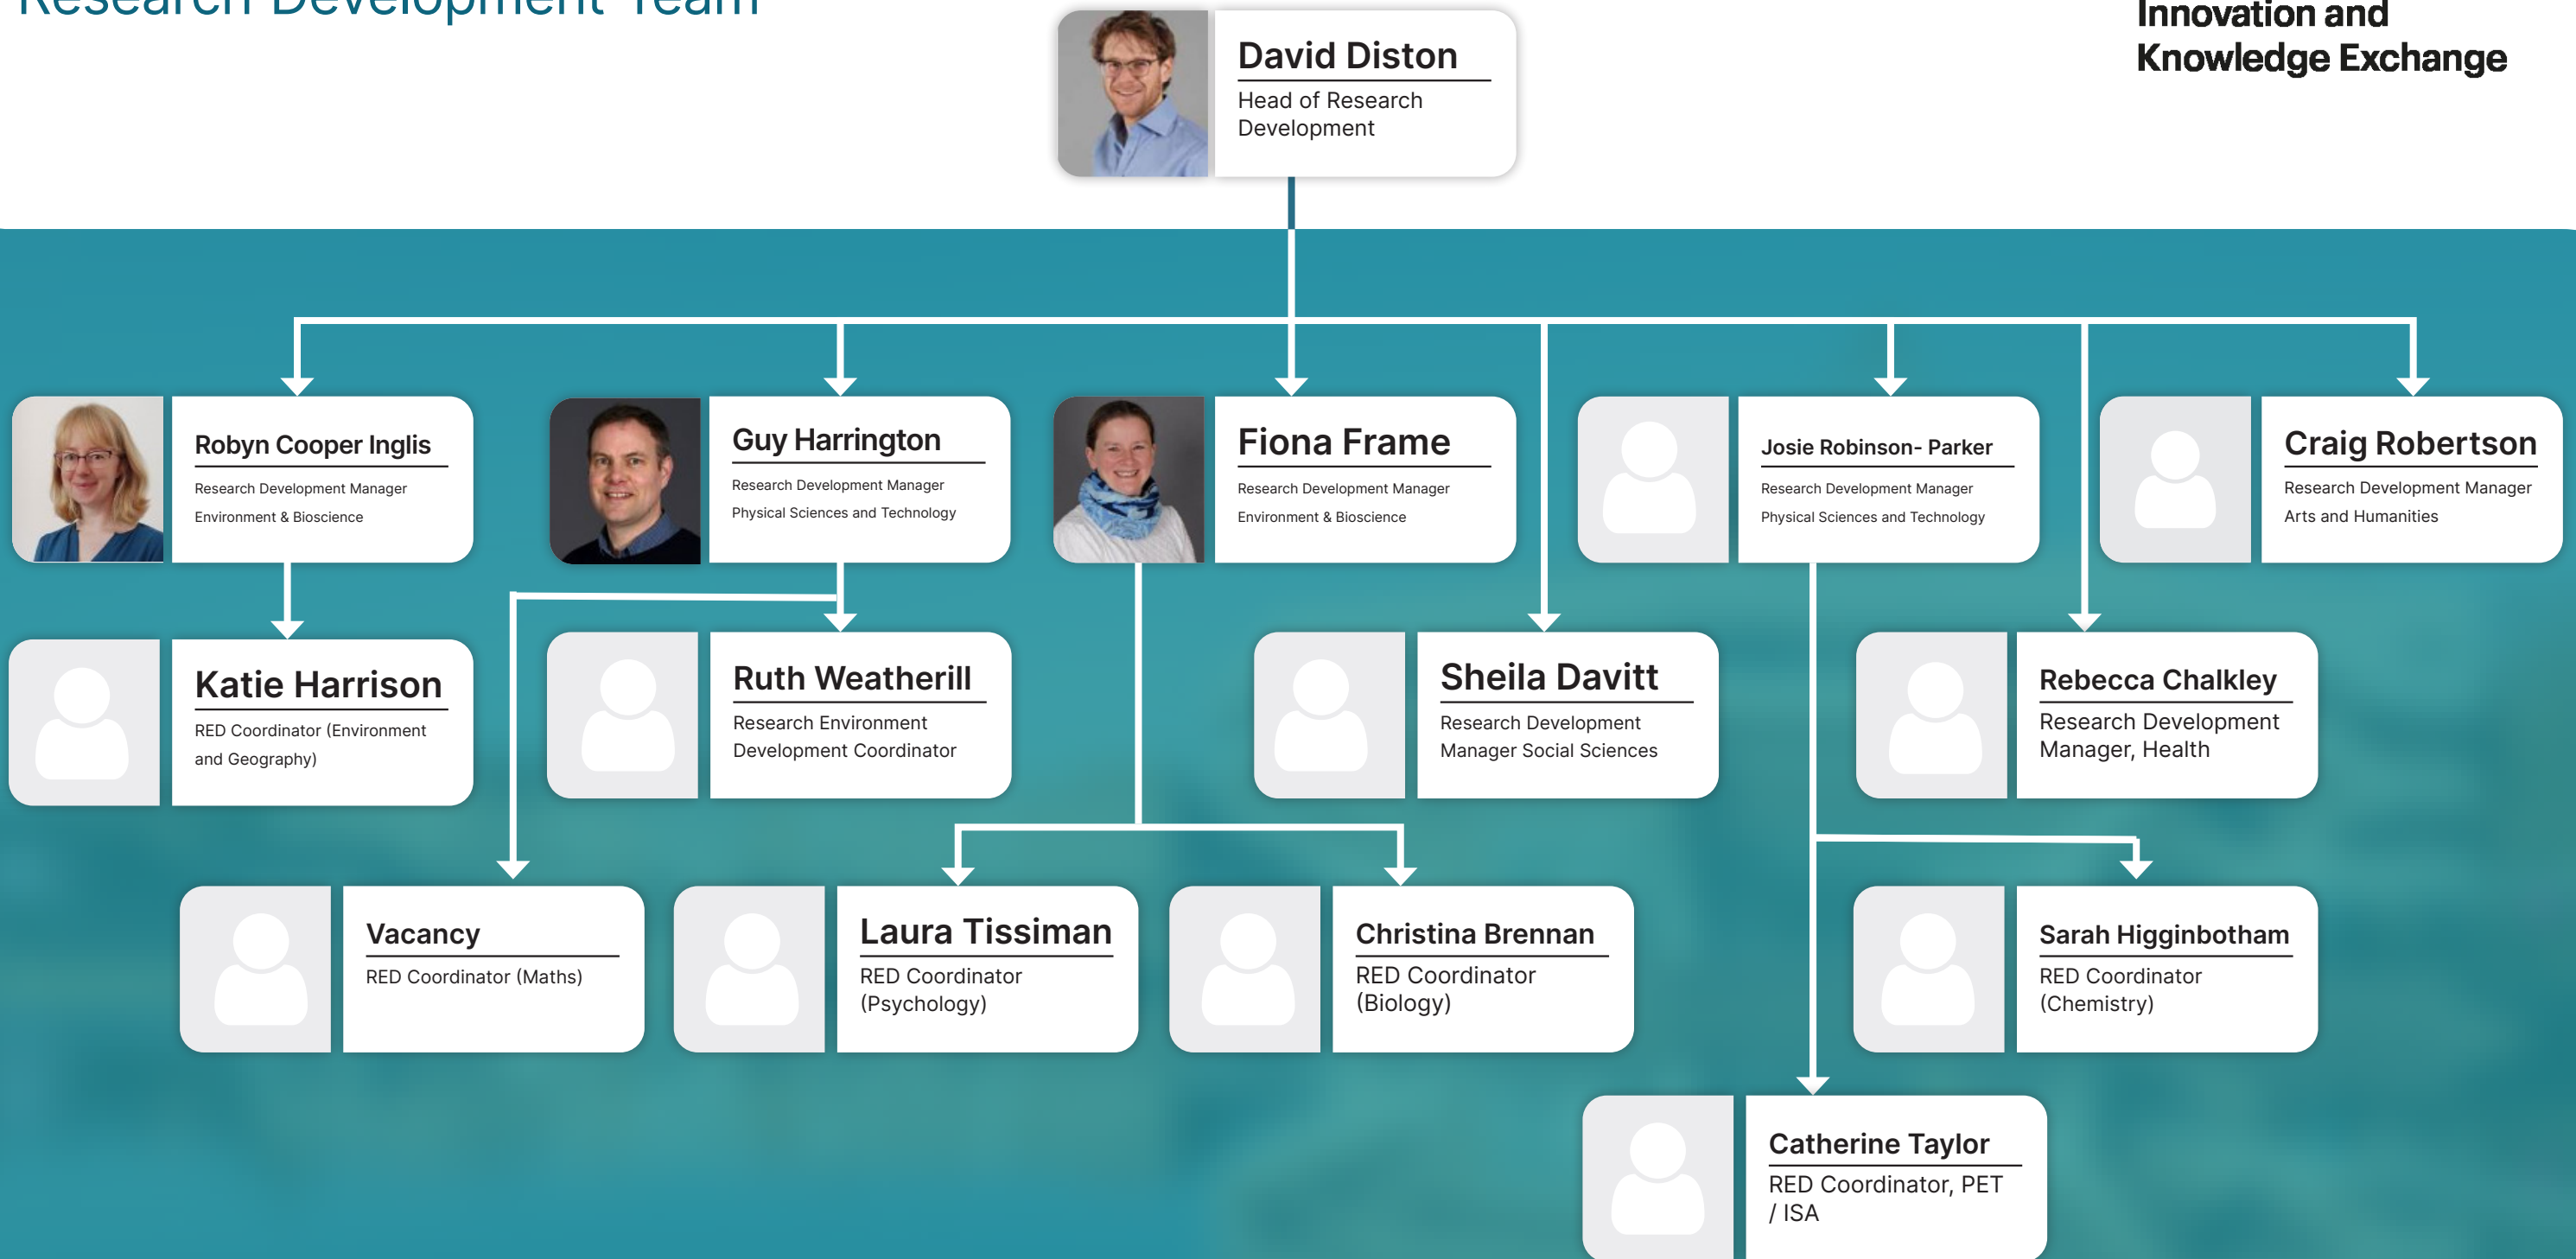 Research Development Team
Innovation and
Knowledge Exchange
David Diston
Head of Research
Development
Robyn Cooper Inglis
Research Development Manager
Environment & Bioscience
Guy Harrington
Research Development Manager
Physical Sciences and Technology
Fiona Frame
Research Development Manager
Environment & Bioscience
Josie Robinson- Parker
Research Development Manager
Physical Sciences and Technology
Craig Robertson
Research Development Manager
Arts and Humanities
Katie Harrison
RED Coordinator (Environment
and Geography)
Ruth Weatherill
Research Environment
Development Coordinator
Sheila Davitt
Research Development
Manager Social Sciences
Rebecca Chalkley
Research Development
Manager, Health
Vacancy
RED Coordinator (Maths)
Laura Tissiman
RED Coordinator
(Psychology)
Christina Brennan
RED Coordinator
(Biology)
Sarah Higginbotham
RED Coordinator
(Chemistry)
Catherine Taylor
RED Coordinator, PET
/ ISA